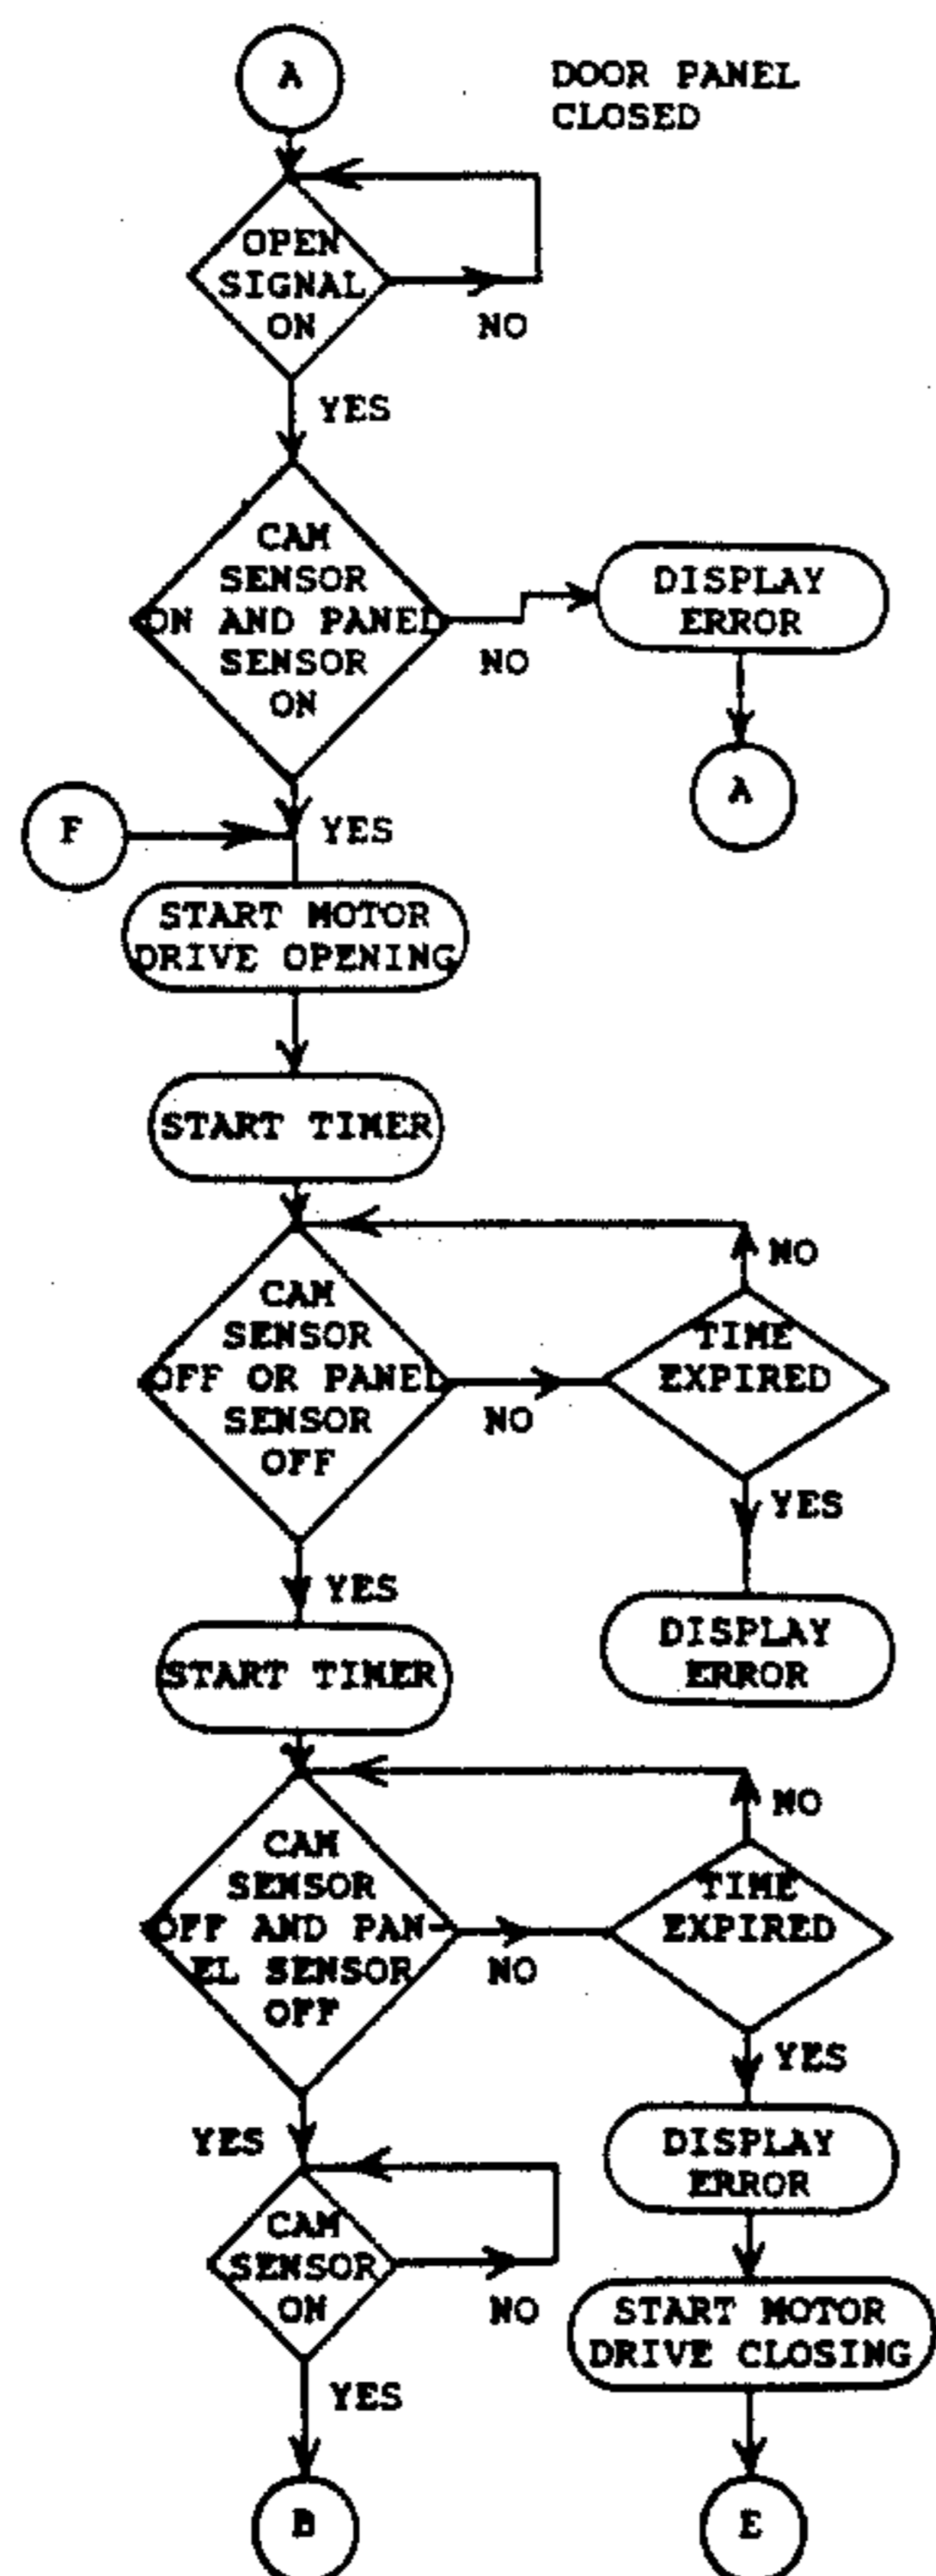 A
DOOR PANEL
CLOSED
OPEN
SIGNAL
ON
NO
YES
CAM
SENSOR
ON AND PANEL
SENSOR
ON
NO
DISPLAY
ERROR
A
F
YES
START MOTOR
DRIVE OPENING
START TIMER
CAM
SENSOR
OFF OR PANEL
SENSOR
OFF
NO
TIME
EXPIRED
NO
YES
DISPLAY
ERROR
YES
START TIMER
CAM
SENSOR
OFF AND PAN-
EL SENSOR
OFF
NO
TIME
EXPIRED
NO
YES
DISPLAY
ERROR
START MOTOR
DRIVE CLOSING
E
YES
CAM
SENSOR
ON
NO
YES
B